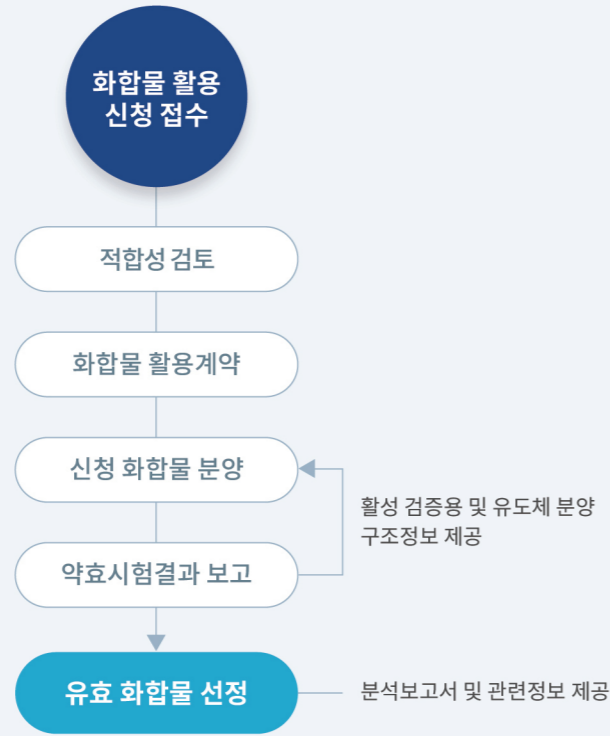 화합물 활용
신청 접수
적합성 검토
화합물 활용계약
신청 화합물 분양
활성 검증용 및 유도체 분양
구조정보 제공
약효시험결과 보고
유효 화합물 선정
분석보고서 및 관련정보 제공